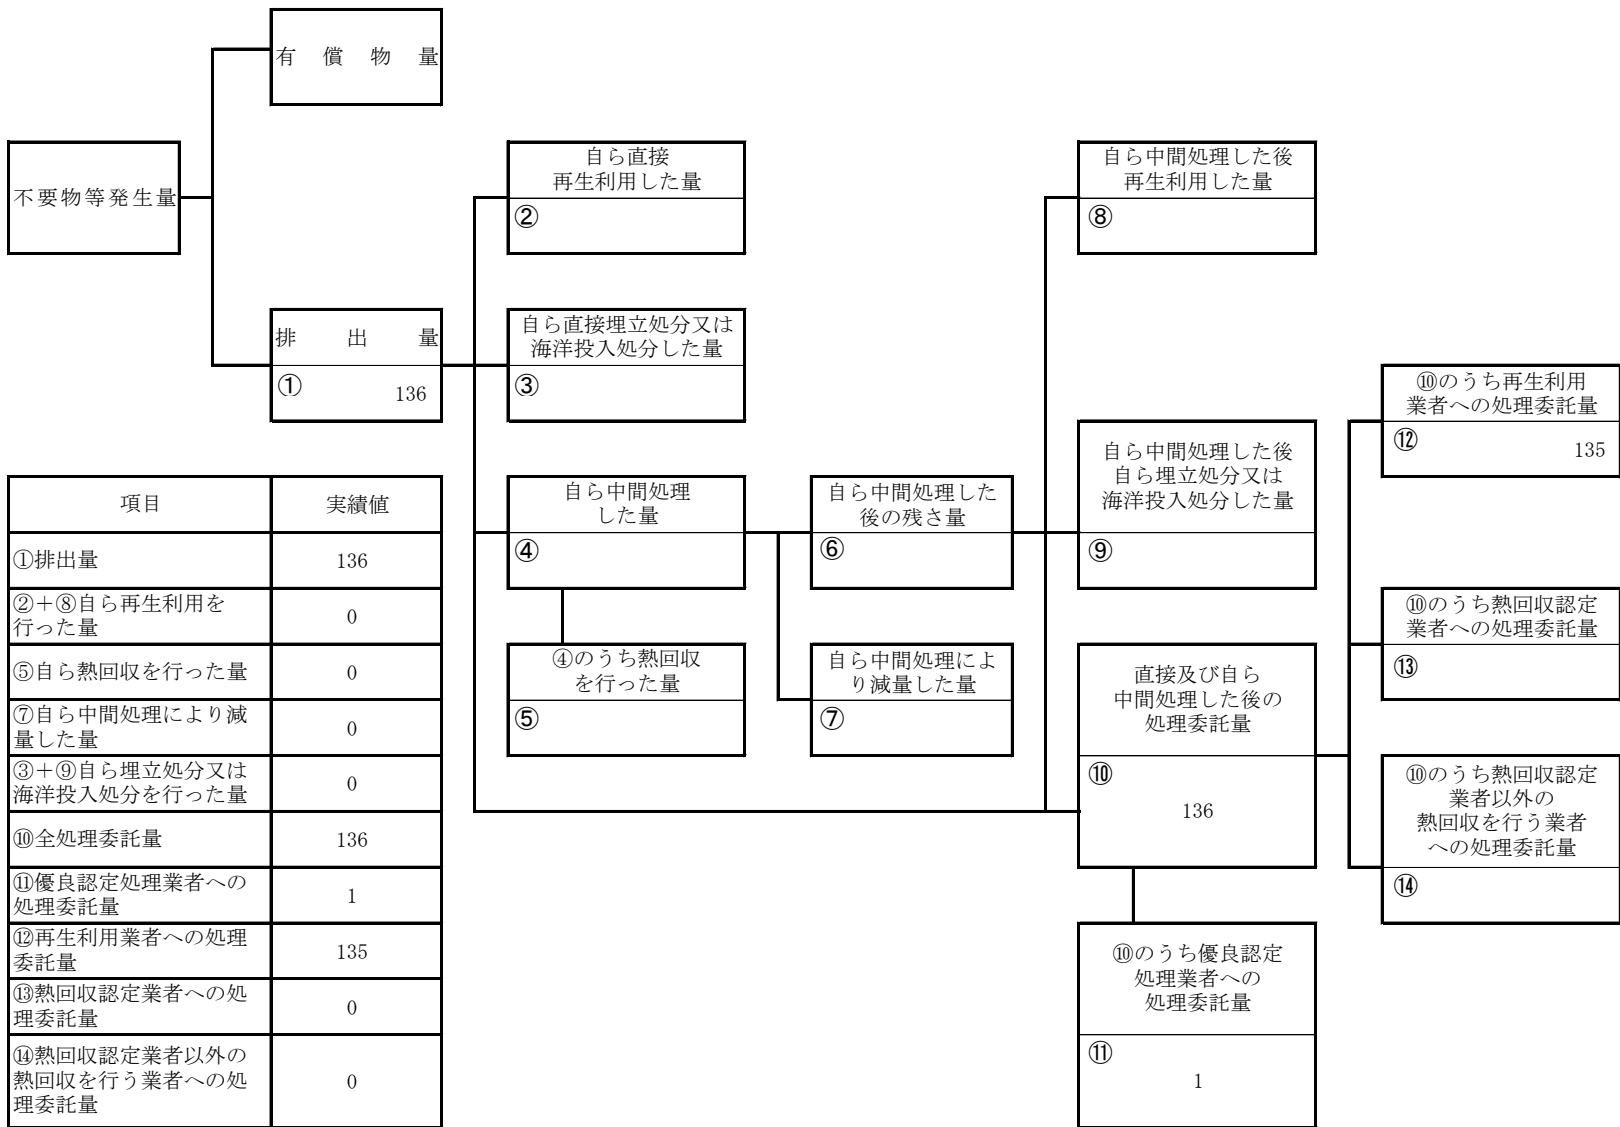 有償物量
不要物等発生量
排出量
①
136
自ら直接
再生利用した量
②
自ら直接埋立処分又は
海洋投入処分した量
③
自ら中間処理
した量
④
④のうち熱回収
を行った量
⑤
自ら中間処理した
後の残さ量
⑥
自ら中間処理によ
り減量した量
⑦
自ら中間処理した後
再生利用した量
⑧
自ら中間処理した後
自ら埋立処分又は
海洋投入処分した量
⑨
直接及び自ら
中間処理した後の
処理委託量
⑩
136
⑩のうち優良認定
処理業者への
処理委託量
⑪
1
⑩のうち再生利用
業者への処理委託量
⑫
135
⑩のうち熱回収認定
業者への処理委託量
⑬
⑩のうち熱回収認定
業者以外の
熱回収を行う業者
への処理委託量
⑭
項目 実績値
①排出量 136
②＋⑧自ら再生利用を
行った量 0
⑤自ら熱回収を行った量 0
⑦自ら中間処理により減
量した量 0
③＋⑨自ら埋立処分又は
海洋投入処分を行った量 0
⑩全処理委託量 136
⑪優良認定処理業者への
処理委託量 1
⑫再生利用業者への処理
委託量 135
⑬熱回収認定業者への処
理委託量 0
⑭熱回収認定業者以外の
熱回収を行う業者への処
理委託量 0